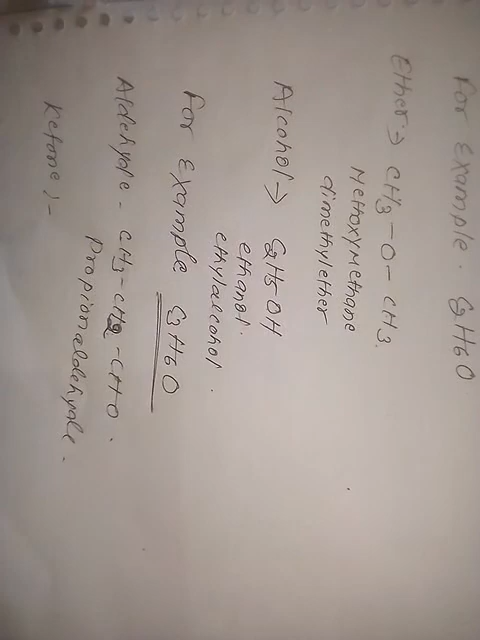 For Example. C2H6O
Ether:→ CH3-O-CH3.
Methoxymethane
dimethylether
Alcohol→ C2H5OH
ethanol.
ethylalcohol.
For Example C3H6O
Aldehyde - CH3-CH2-CHO.
Propionaldehyde.
Ketone :-